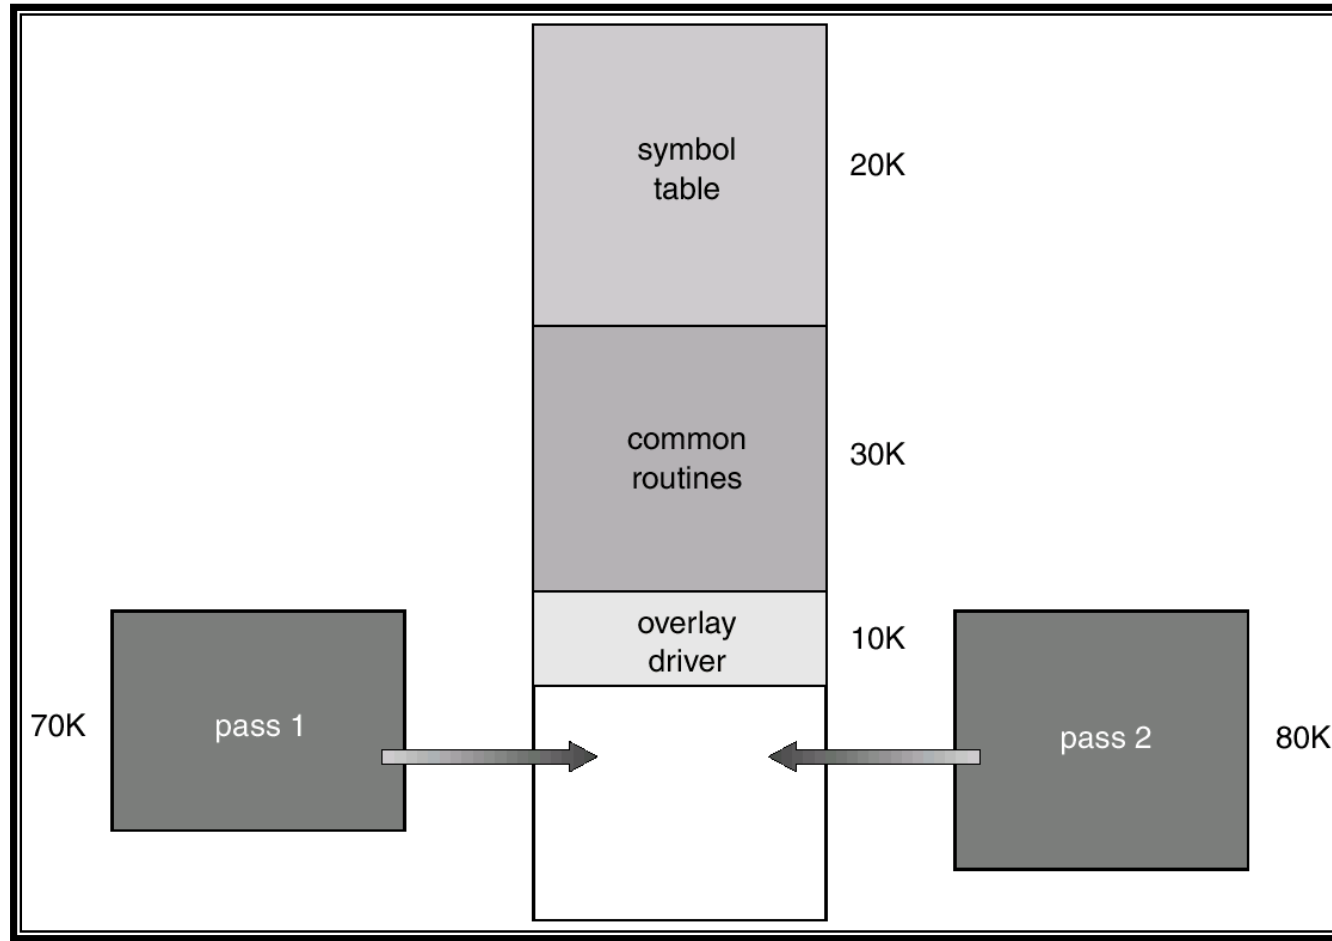 symbol
table
20K
common
routines
30K
overlay
driver
10K
70K
pass 1
pass 2
80K